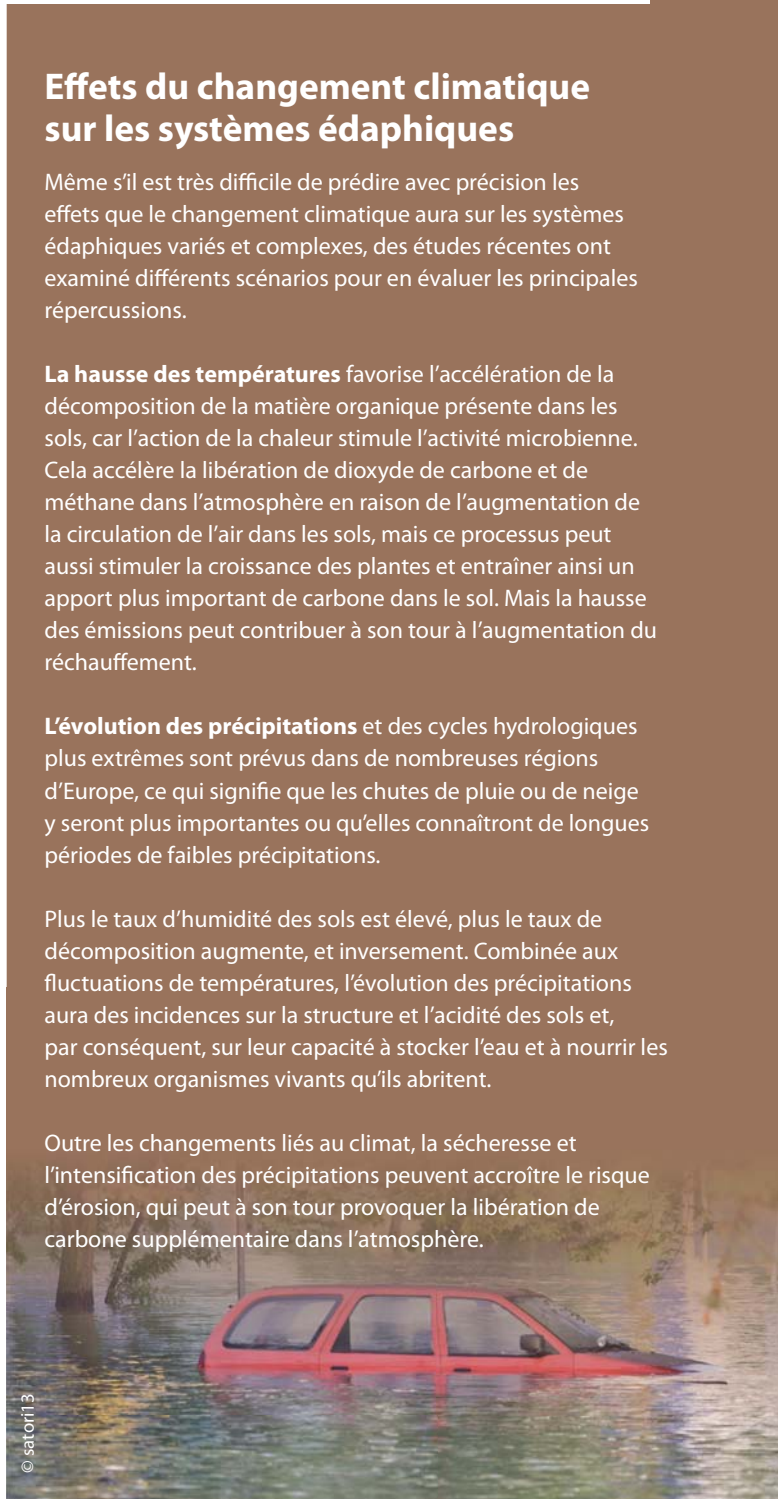 Effets du changement climatique
sur les systèmes édaphiques
Même s’il est très difficile de prédire avec précision les
effets que le changement climatique aura sur les systèmes
édaphiques variés et complexes, des études récentes ont
examiné différents scénarios pour en évaluer les principales
répercussions.
La hausse des températures favorise l’accélération de la
décomposition de la matière organique présente dans les
sols, car l’action de la chaleur stimule l’activité microbienne.
Cela accélère la libération de dioxyde de carbone et de
méthane dans l’atmosphère en raison de l’augmentation de
la circulation de l’air dans les sols, mais ce processus peut
aussi stimuler la croissance des plantes et entraîner ainsi un
apport plus important de carbone dans le sol. Mais la hausse
des émissions peut contribuer à son tour à l’augmentation du
réchauffement.
L’évolution des précipitations et des cycles hydrologiques
plus extrêmes sont prévus dans de nombreuses régions
d’Europe, ce qui signifie que les chutes de pluie ou de neige
y seront plus importantes ou qu’elles connaîtront de longues
périodes de faibles précipitations.
Plus le taux d’humidité des sols est élevé, plus le taux de
décomposition augmente, et inversement. Combinée aux
fluctuations de températures, l’évolution des précipitations
aura des incidences sur la structure et l’acidité des sols et,
par conséquent, sur leur capacité à stocker l’eau et à nourrir les
nombreux organismes vivants qu’ils abritent.
Outre les changements liés au climat, la sécheresse et
l’intensification des précipitations peuvent accroître le risque
d’érosion, qui peut à son tour provoquer la libération de
carbone supplémentaire dans l’atmosphère.
© satori13